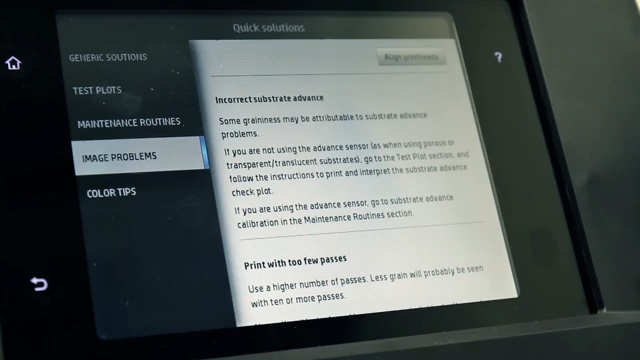 Quick solutions
GENERIC SOUTIONS
TEST PLOTS
MAINTENANCE ROUTINES
IMAGE PROBLEMS
COLOR TIPS
?
Align printheads
Incorrect substrate advance
Some graininess may be attributable to substrate advance
problems.
If you are not using the advance sensor (as when using porous or
transparent/translucent substrates), go to the Test Plot section, and
follow the instructions to print and interpret the substrate advance
check plot.
If you are using the advance sensor, go to substrate advance
calibration in the Maintenance Routines section.
Print with too few passes
Use a higher number of passes. Less grain will probably be seen
with ten or more passes.